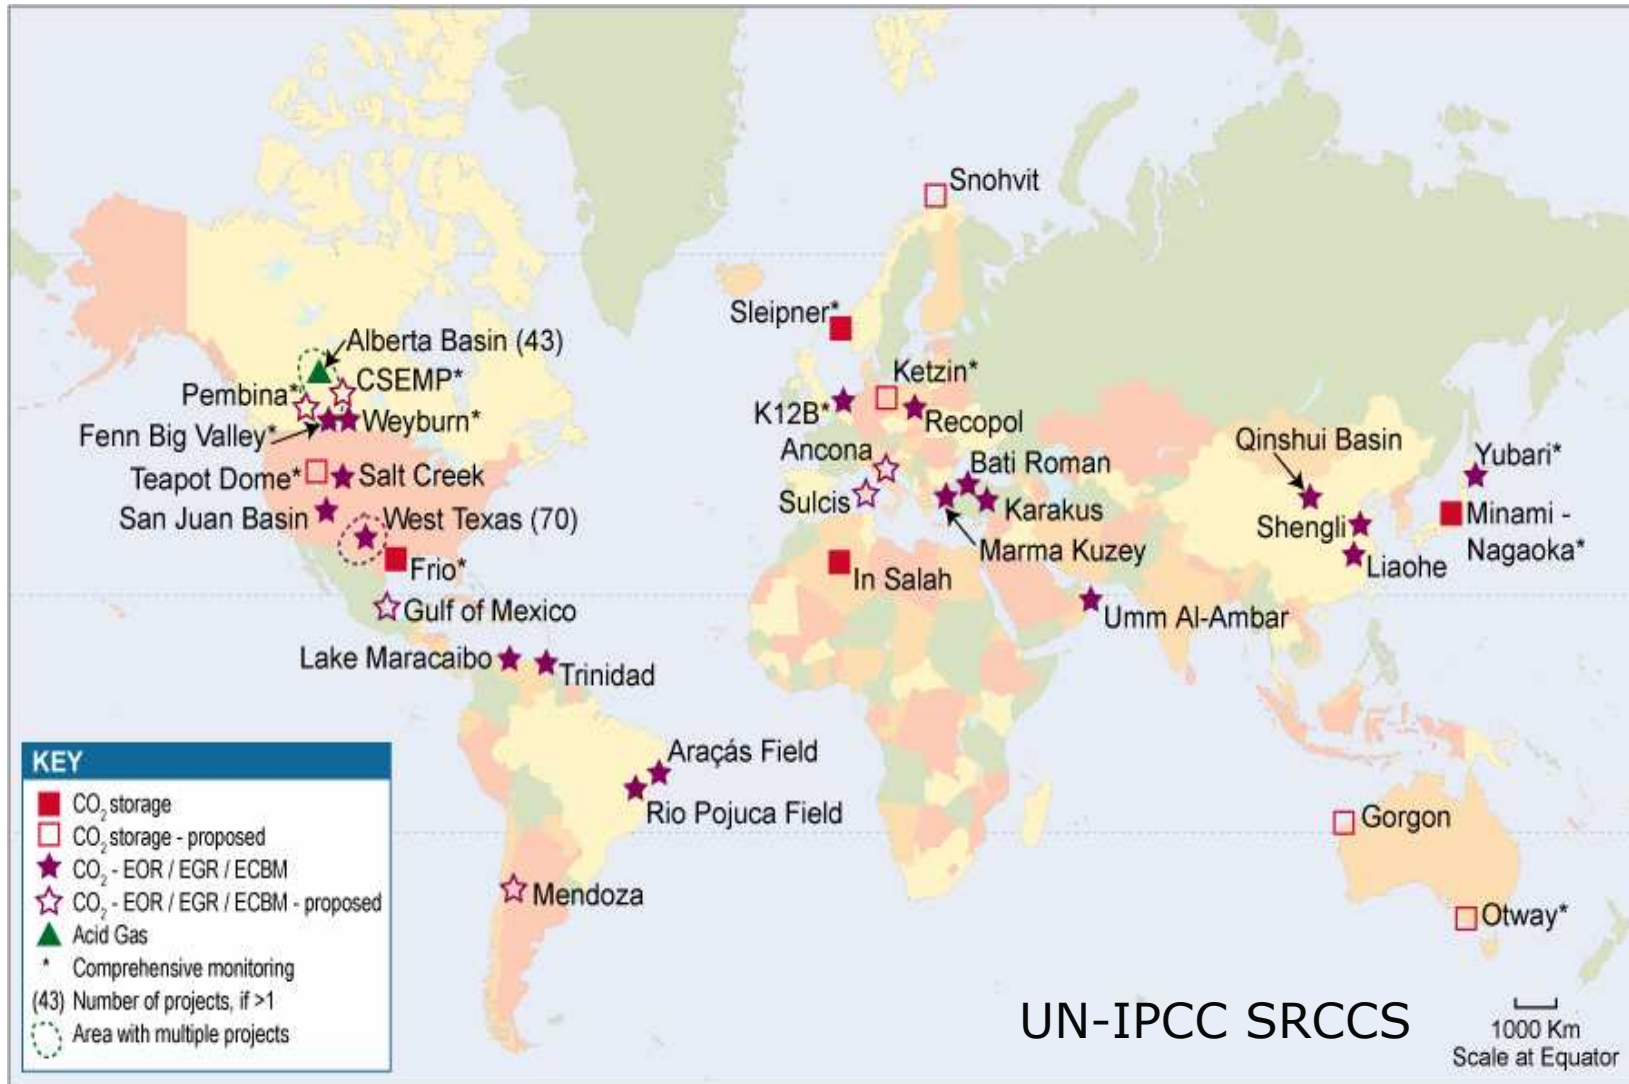 Snohvit
Sleipner*
Alberta Basin (43)
CSEMP*
Pembina*
Weyburn*
Fenn Big Valley*
Teapot Dome*
Salt Creek
San Juan Basin
West Texas (70)
Frio*
Gulf of Mexico
Lake Maracaibo
Trinidad
Ketzin*
K12B*
Recopol
Ancona
Bati Roman
Sulcis
Karakus
Marma Kuzey
In Salah
Umm Al-Ambar
Qinshui Basin
Yubari*
Shengli
Minami -
Nagaoka*
Liaohe
Araçás Field
Rio Pojuca Field
Mendoza
Gorgon
Otway*
KEY
CO2 storage
CO2 storage - proposed
CO2 - EOR / EGR / ECBM
CO2 - EOR / EGR / ECBM - proposed
Acid Gas
* Comprehensive monitoring
(43) Number of projects, if >1
Area with multiple projects
UN-IPCC SRCCS
1000 Km
Scale at Equator